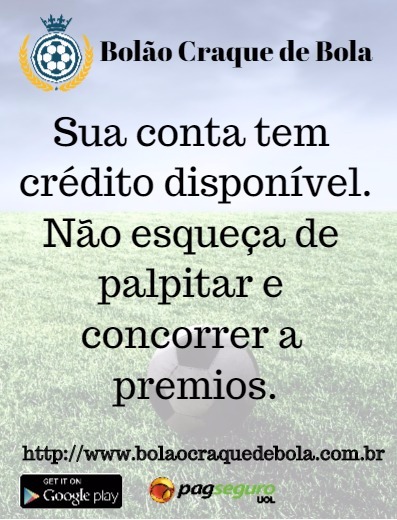 Bolão Craque de Bola
Sua conta tem
crédito disponível.
Não esqueça de
palpitar e
concorrer a
premios.
http://www.bolaocraquedebola.com.br
GET IT ON
Google play
pagseguro
UOL